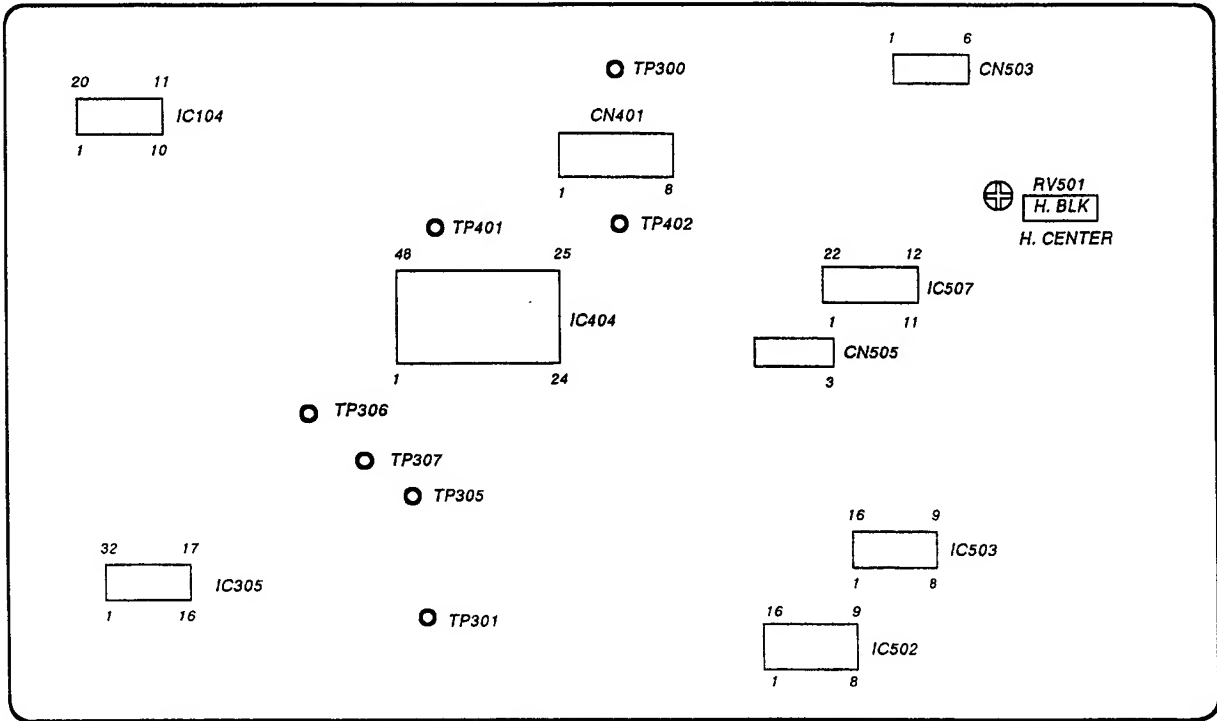 1 6
TP300
CN503
20 11
IC104
CN401
1 10
1 8
RV501
H. BLK
H. CENTER
TP401
TP402
48 25
22 12
IC507
IC404
1 11
CN505
1 24
3
TP306
TP307
TP305
16 9
IC503
32 17
IC305
1 8
1 16
TP301
16 9
IC502
1 8